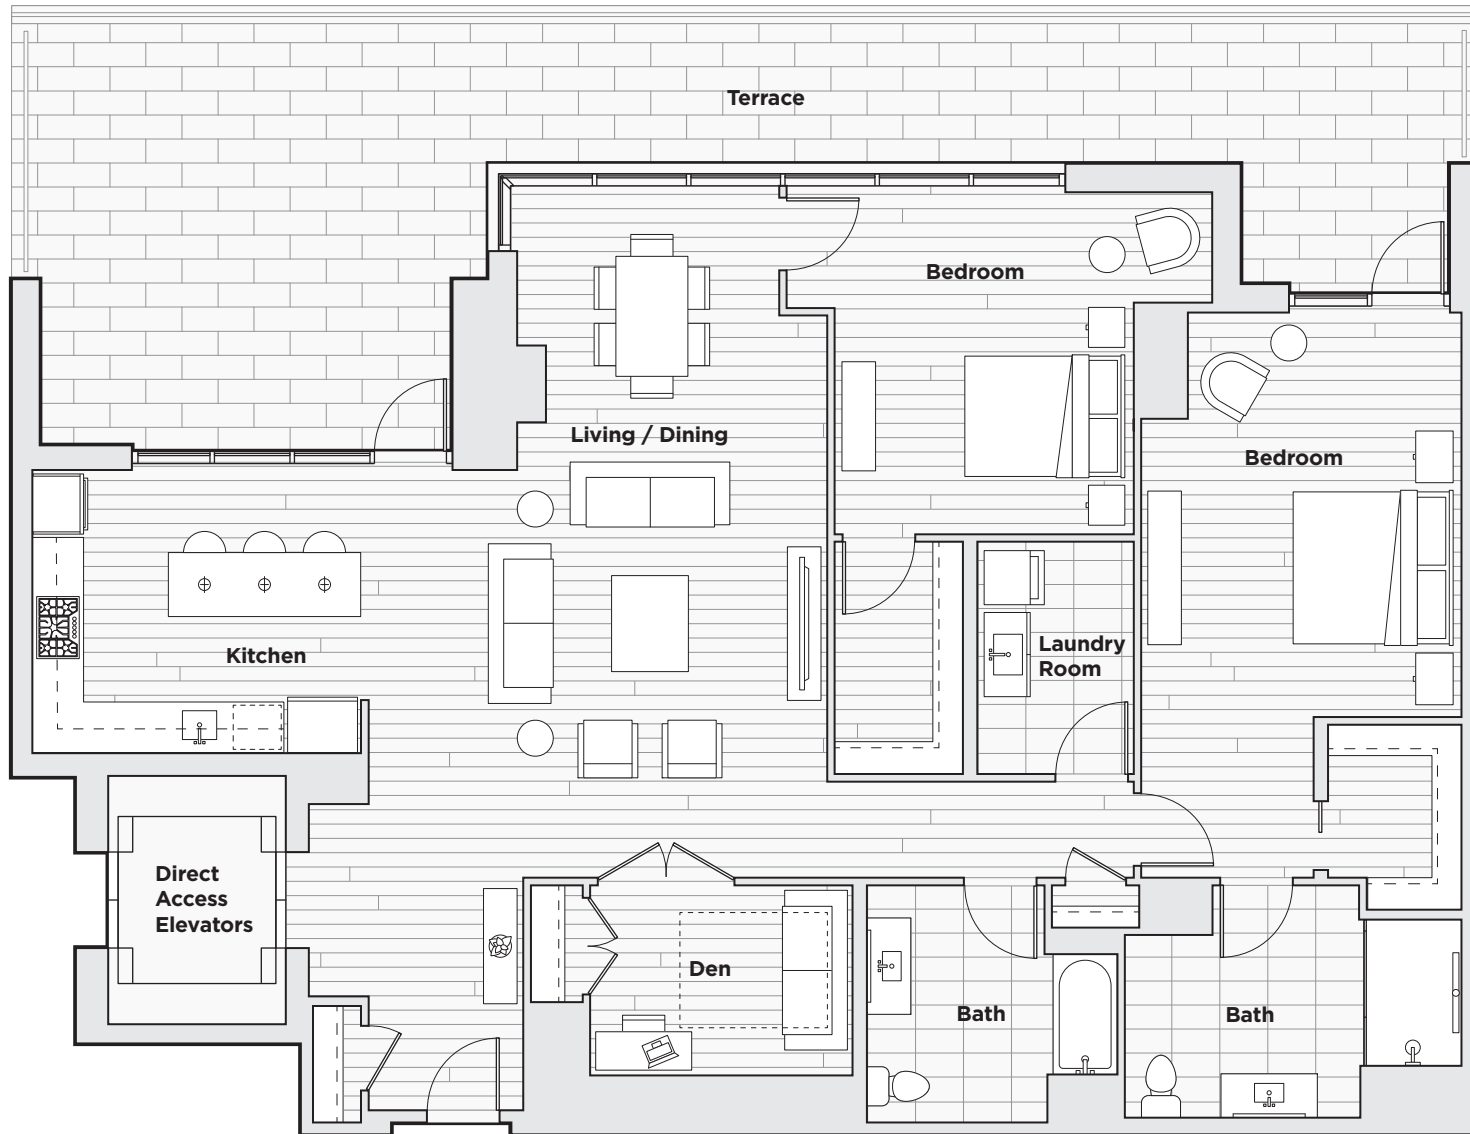 Terrace
Bedroom
Living / Dining
Bedroom
Kitchen
Laundry
Room
Direct
Access
Elevators
Den
Bath
Bath